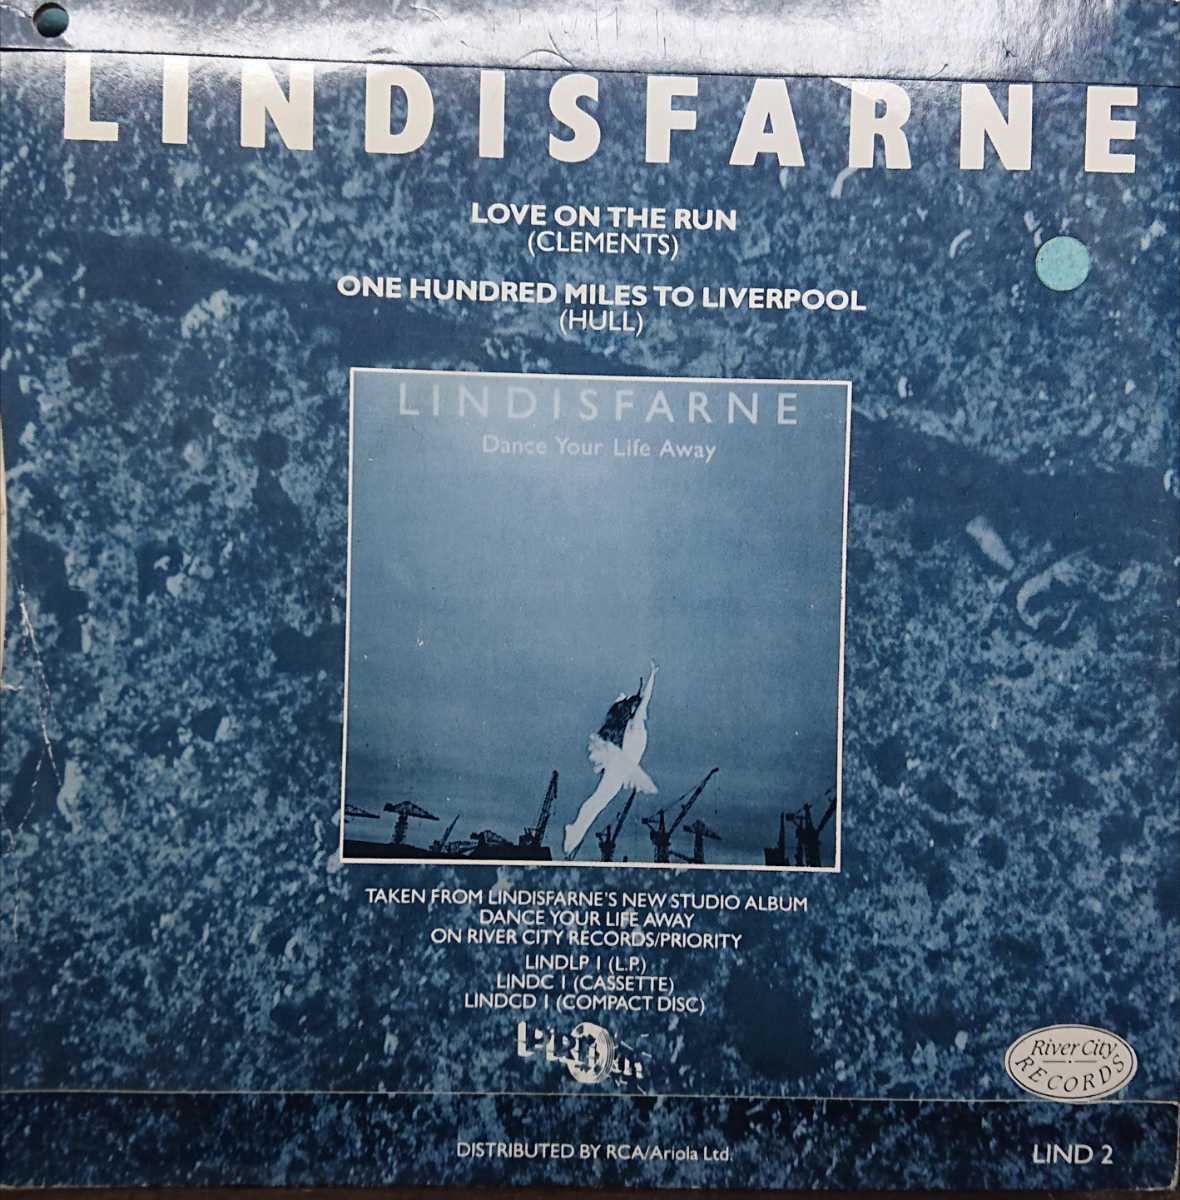 LINDISFARNE
LOVE ON THE RUN
(CLEMENTS)
ONE HUNDRED MILES TO LIVERPOOL
(HULL)
LINDISFARNE
Dance Your Life Away
TAKEN FROM LINDISFARNE'S NEW STUDIO ALBUM
DANCE YOUR LIFE AWAY
ON RIVER CITY RECORDS/PRIORITY
LINDLP 1 (L.P.)
LINDC 1 (CASSETTE)
LINDCD 1 (COMPACT DISC)
River City
RECORDS
DISTRIBUTED BY RCA/Ariola Ltd.
LIND 2